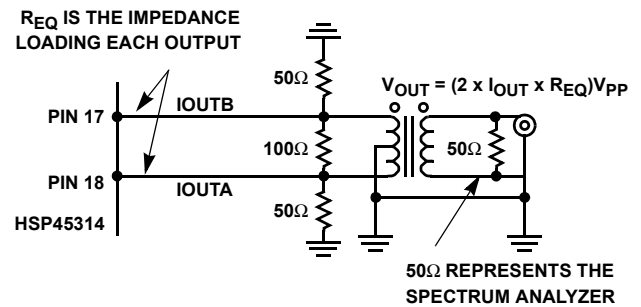 R_EQ IS THE IMPEDANCE
LOADING EACH OUTPUT
50Ω
V_OUT = (2 x I_OUT x R_EQ)V_PP
PIN 17
IOUTB
100Ω
50Ω
PIN 18
IOUTA
50Ω
HSP45314
50Ω REPRESENTS THE
SPECTRUM ANALYZER